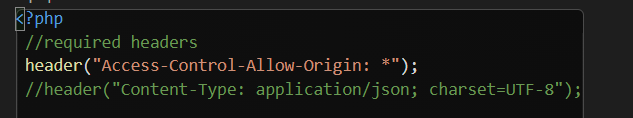 <?php
//required headers
header("Access-Control-Allow-Origin: *");
//header("Content-Type: application/json; charset=UTF-8");